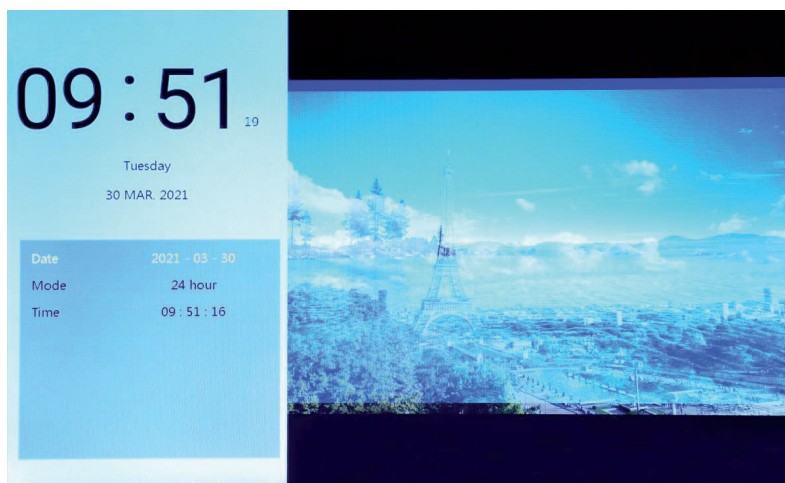 09 : 51 19
Tuesday
30 MAR. 2021
Date 2021 - 03 - 30
Mode 24 hour
Time 09 : 51 : 16